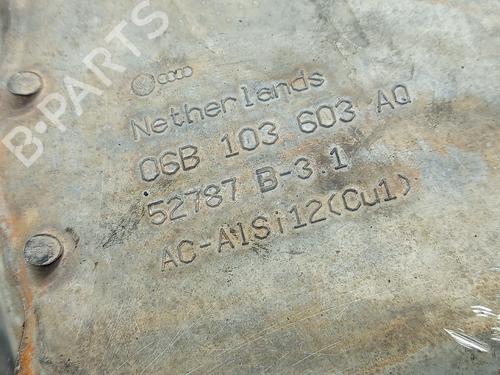 B-PARTS
Netherlands
06B 103 603 AQ
52787 B-3.1
AC-AlSi12(Cu1)